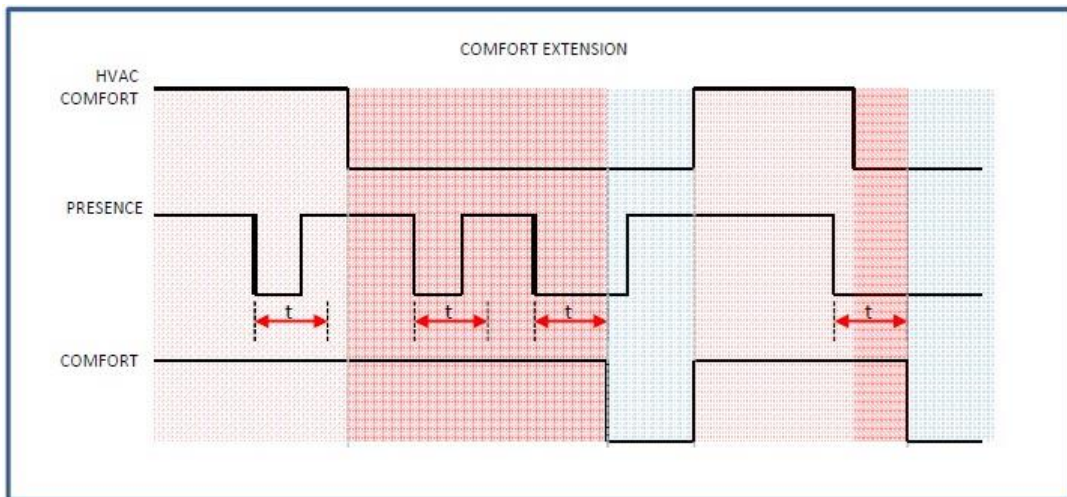 COMFORT EXTENSION
HVAC
COMFORT
PRESENCE
t
t
t
t
COMFORT